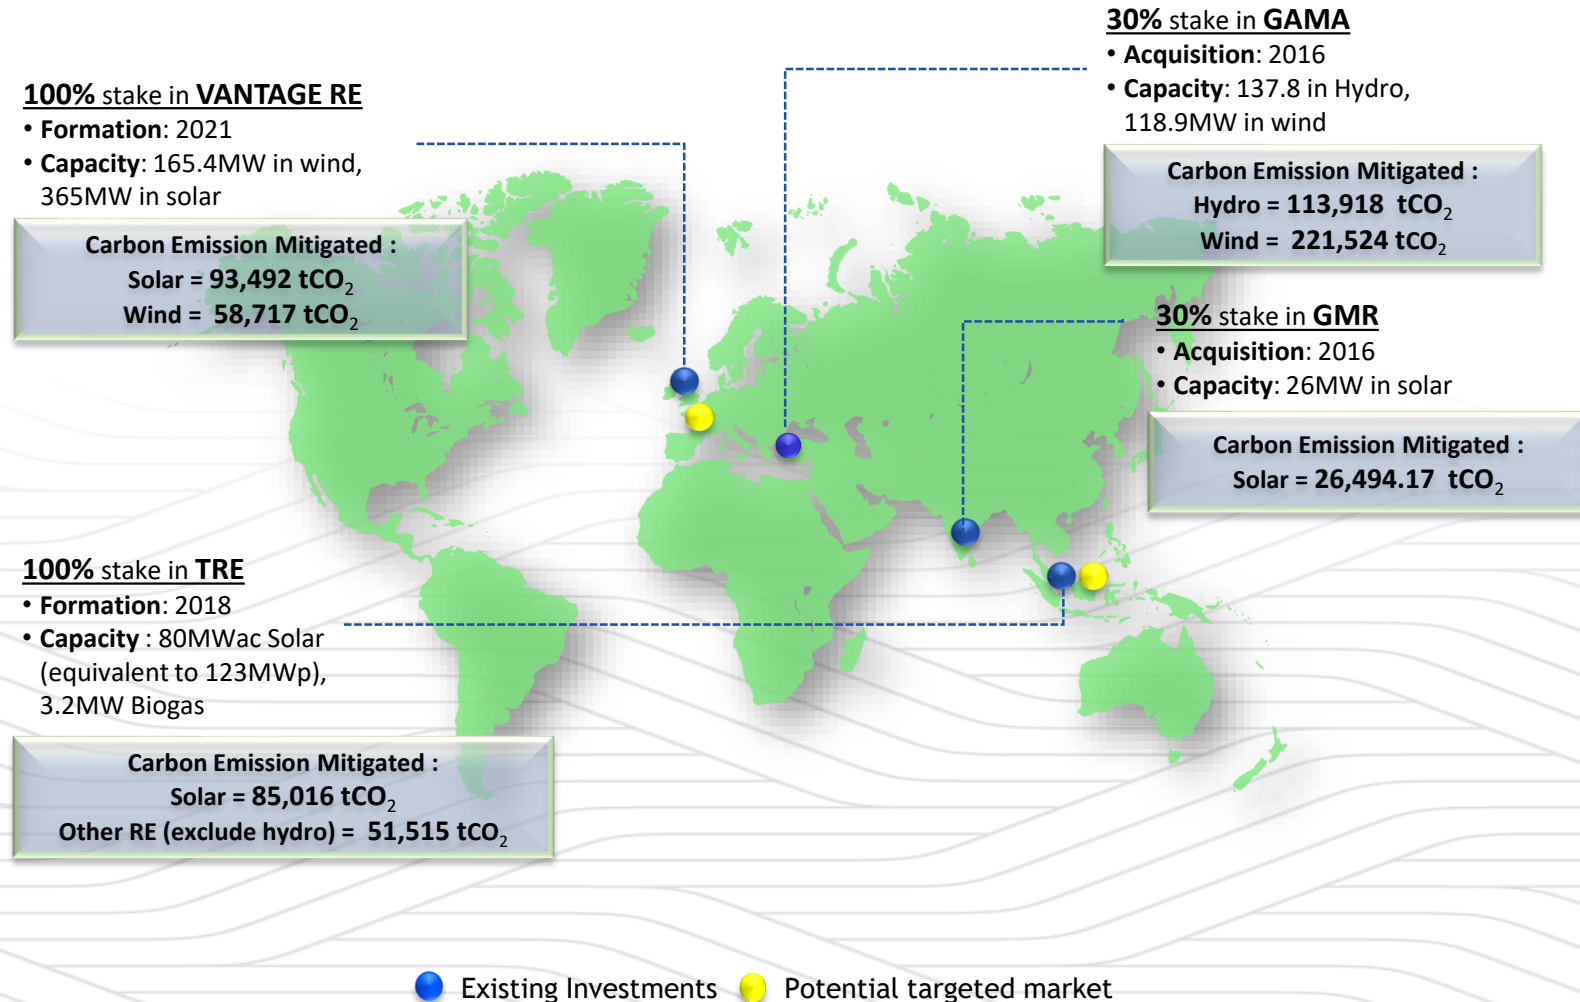 30% stake in GAMA
• Acquisition: 2016
• Capacity: 137.8 in Hydro,
118.9MW in wind
Carbon Emission Mitigated :
Hydro = 113,918 tCO₂
Wind = 221,524 tCO₂
100% stake in VANTAGE RE
• Formation: 2021
• Capacity: 165.4MW in wind,
365MW in solar
Carbon Emission Mitigated :
Solar = 93,492 tCO₂
Wind = 58,717 tCO₂
30% stake in GMR
• Acquisition: 2016
• Capacity: 26MW in solar
Carbon Emission Mitigated :
Solar = 26,494.17 tCO₂
100% stake in TRE
• Formation: 2018
• Capacity : 80MWac Solar
(equivalent to 123MWp),
3.2MW Biogas
Carbon Emission Mitigated :
Solar = 85,016 tCO₂
Other RE (exclude hydro) = 51,515 tCO₂
Existing Investments
Potential targeted market